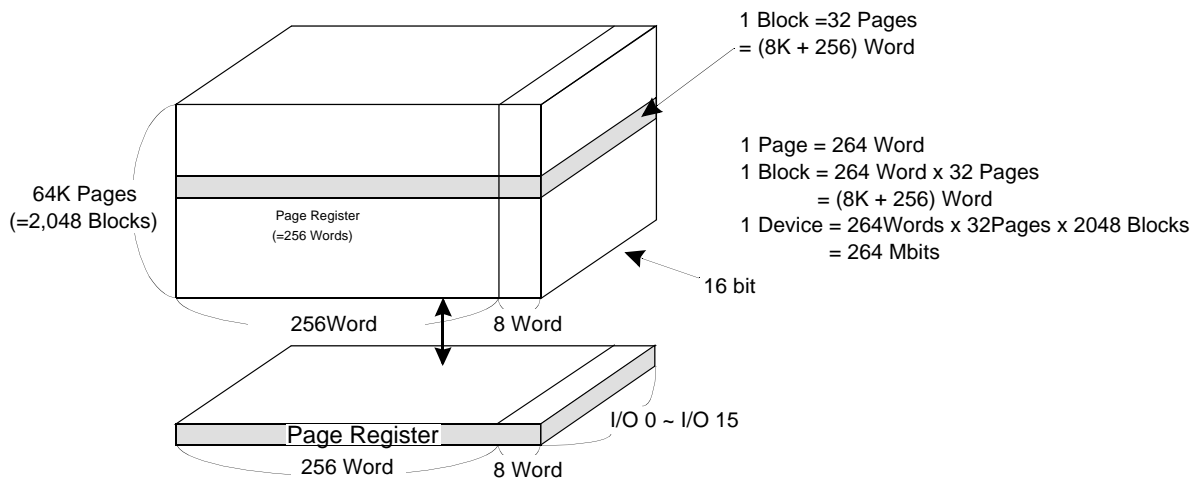 1 Block =32 Pages
= (8K + 256) Word
1 Page = 264 Word
1 Block = 264 Word x 32 Pages
= (8K + 256) Word
1 Device = 264Words x 32Pages x 2048 Blocks
= 264 Mbits
64K Pages
(=2,048 Blocks)
Page Register
(=256 Words)
16 bit
256Word
8 Word
I/O 0 ~ I/O 15
Page Register
256 Word
8 Word